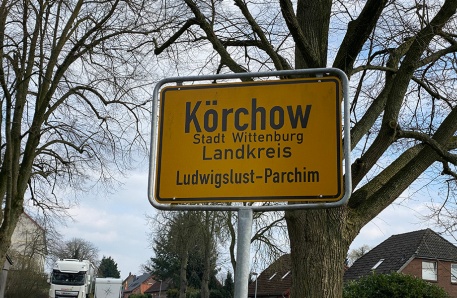 Körchow
Stadt Wittenburg
Landkreis
Ludwigslust-Parchim